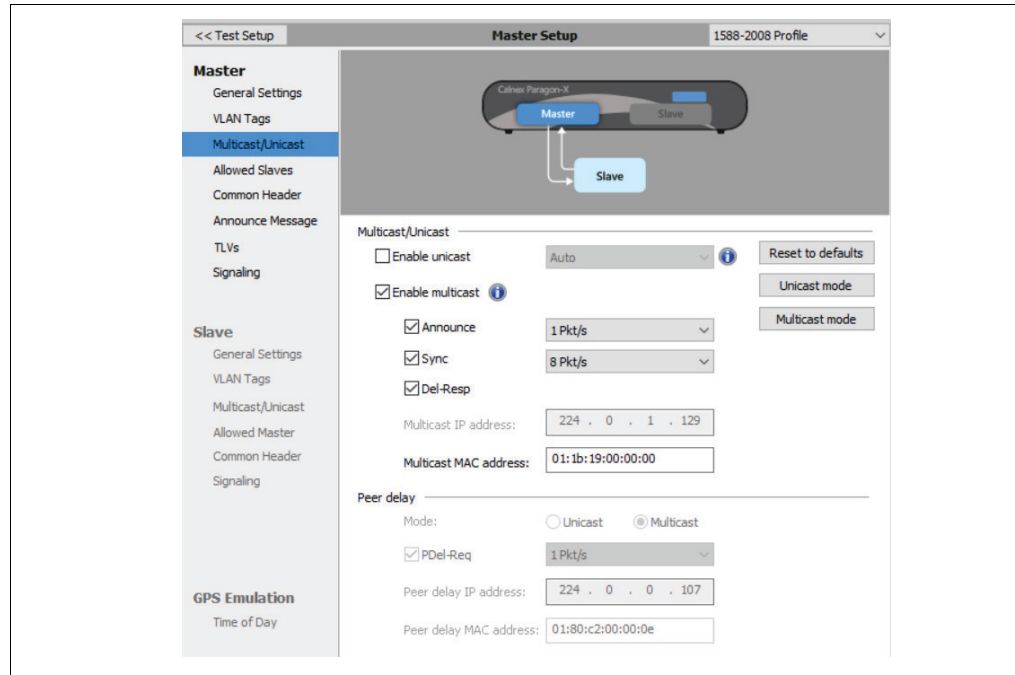 << Test Setup
Master Setup
1588-2008 Profile
Master
General Settings
VLAN Tags
Multicast/Unicast
Allowed Slaves
Common Header
Announce Message
TLVs
Signaling
Slave
General Settings
VLAN Tags
Multicast/Unicast
Allowed Master
Common Header
Signaling
GPS Emulation
Time of Day
Calnex Paragon-X
Master
Slave
Slave
Multicast/Unicast
Enable unicast
Auto
Reset to defaults
Enable multicast
Unicast mode
Multicast mode
Announce
1 Pkt/s
Sync
8 Pkt/s
Del-Resp
Multicast IP address:
224 . 0 . 1 . 129
Multicast MAC address:
01:1b:19:00:00:00
Peer delay
Mode:
Unicast
Multicast
PDel-Req
1 Pkt/s
Peer delay IP address:
224 . 0 . 0 . 107
Peer delay MAC address:
01:80:c2:00:00:0e